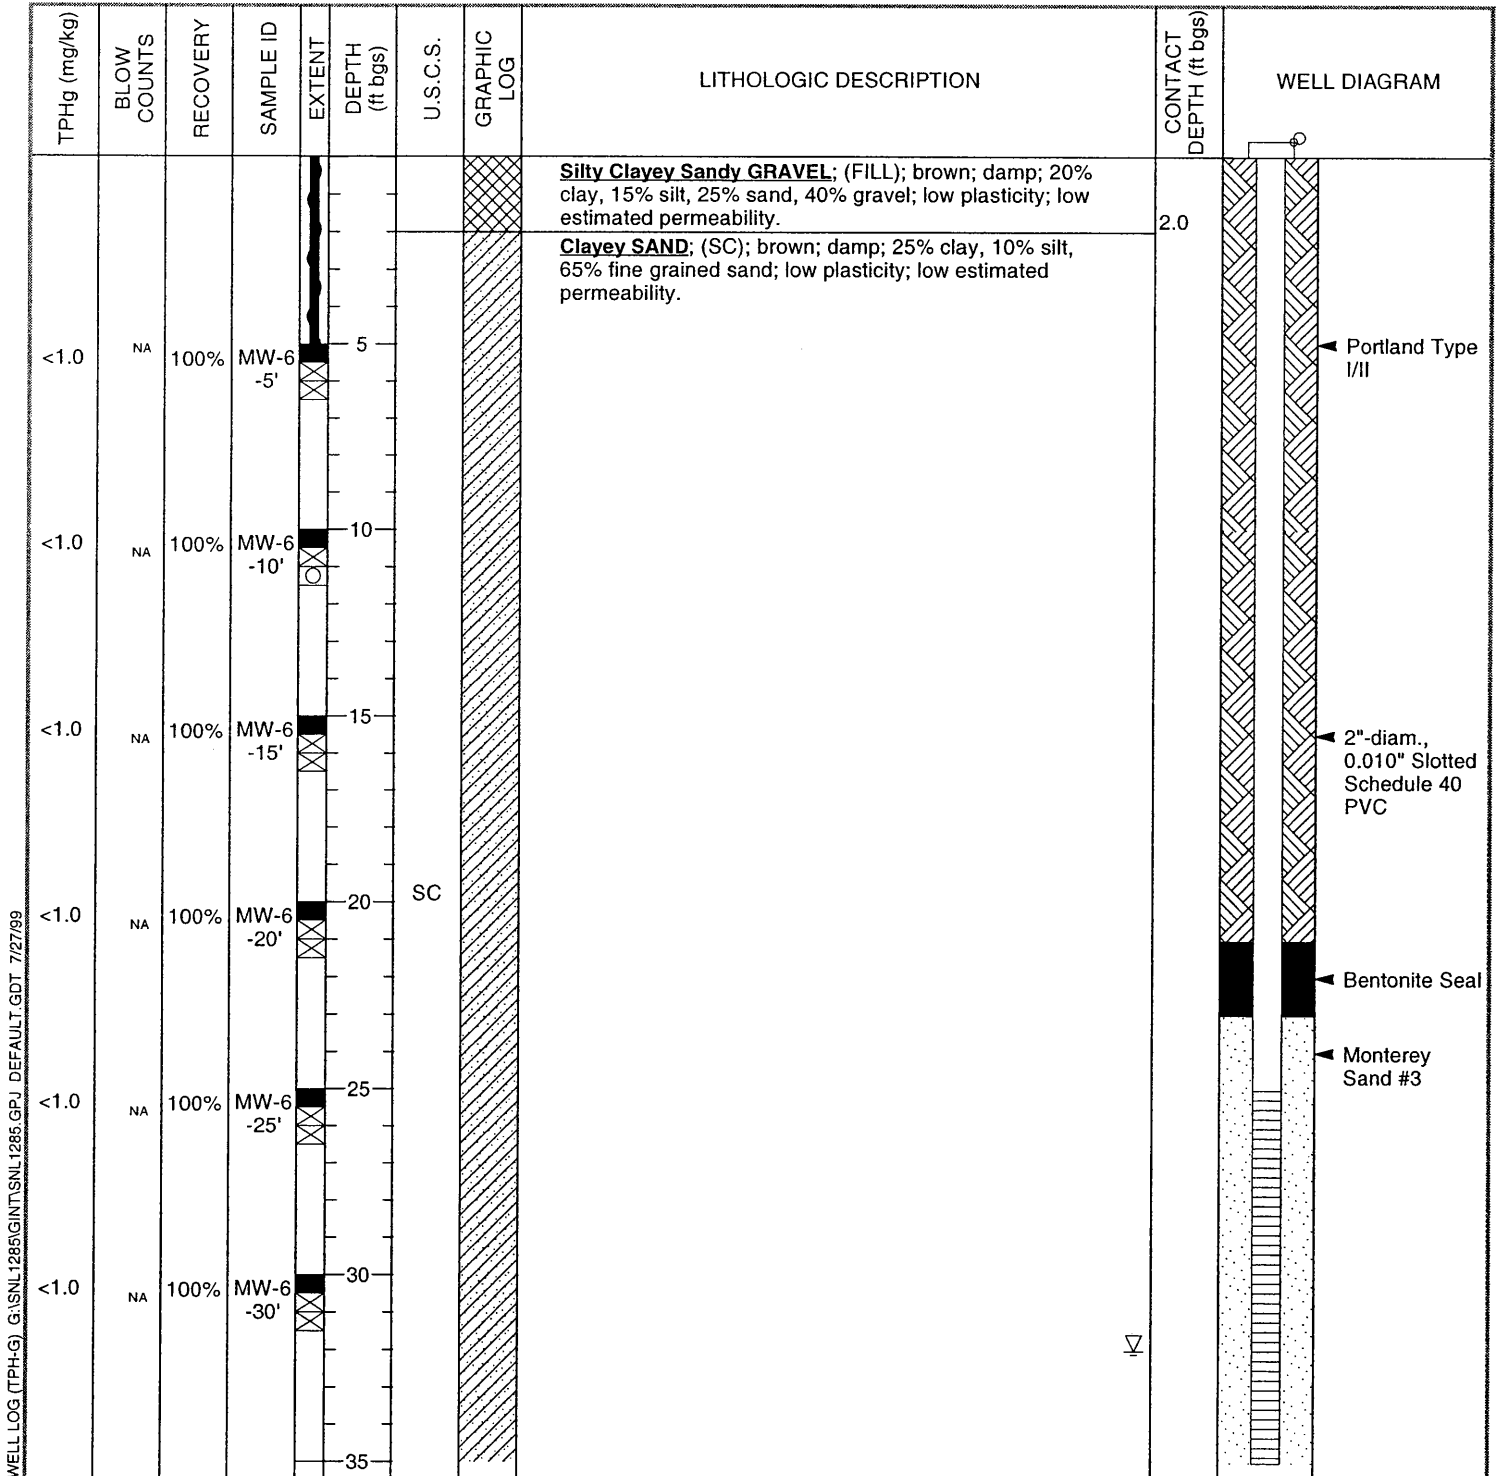 TPHg (mg/kg)
BLOW
COUNTS
RECOVERY
SAMPLE ID
EXTENT
DEPTH
(ft bgs)
U.S.C.S.
GRAPHIC
LOG
LITHOLOGIC DESCRIPTION
CONTACT
DEPTH (ft bgs)
WELL DIAGRAM
Silty Clayey Sandy GRAVEL; (FILL); brown; damp; 20%
clay, 15% silt, 25% sand, 40% gravel; low plasticity; low
estimated permeability.
2.0
Clayey SAND; (SC); brown; damp; 25% clay, 10% silt,
65% fine grained sand; low plasticity; low estimated
permeability.
<1.0 NA 100% MW-6 5
-5'
Portland Type
I/II
<1.0 NA 100% MW-6 10
-10'
<1.0 NA 100% MW-6 15
-15'
2"-diam.,
0.010" Slotted
Schedule 40
PVC
SC
<1.0 NA 100% MW-6 20
-20'
Bentonite Seal
Monterey
Sand #3
<1.0 NA 100% MW-6 25
-25'
<1.0 NA 100% MW-6 30
-30'
35
WELL LOG (TPH-G) G:\SNL1285\GINT\SNL1285.GPJ DEFAULT.GDT 7/27/99